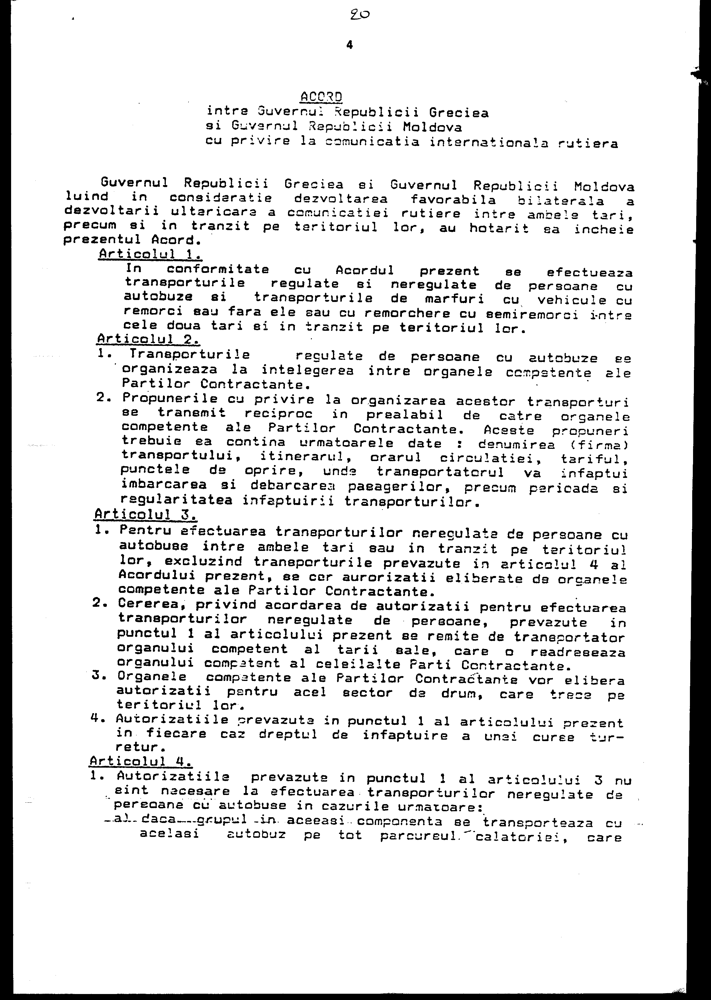 20
4
ACORD
intre Guvernul Republicii Greciea
si Guvernul Republicii Moldova
cu privire la comunicatia internationala rutiera
Guvernul Republicii Greciea si Guvernul Republicii Moldova
luind in consideratie dezvoltarea favorabila bilaterala a
dezvoltarii ulterioare a comunicatiei rutiere intre ambele tari,
precum si in tranzit pe teritoriul lor, au hotarit sa incheie
prezentul Acord.
Articolul 1.
In conformitate cu Acordul prezent se efectueaza
transporturile regulate si neregulate de persoane cu
autobuze si transporturile de marfuri cu vehicule cu
remorci sau fara ele sau cu remorchere cu semiremorci intre
cele doua tari si in tranzit pe teritoriul lor.
Articolul 2.
1. Transporturile regulate de persoane cu autobuze se
organizeaza la intelegerea intre organele competente ale
Partilor Contractante.
2. Propunerile cu privire la organizarea acestor transporturi
se transmit reciproc in prealabil de catre organele
competente ale Partilor Contractante. Aceste propuneri
trebuie sa contina urmatoarele date : denumirea (firma)
transportului, itinerarul, orarul circulatiei, tariful,
punctele de oprire, unde transportatorul va infaptui
imbarcarea si debarcarea pasagerilor, precum pericada si
regularitatea infaptuirii transporturilor.
Articolul 3.
1. Pentru efectuarea transporturilor neregulate de persoane cu
autobuse intre ambele tari sau in tranzit pe teritoriul
lor, excluzind transporturile prevazute in articolul 4 al
Acordului prezent, se cer aurorizatii eliberate de organele
competente ale Partilor Contractante.
2. Cererea, privind acordarea de autorizatii pentru efectuarea
transporturilor neregulate de persoane, prevazute in
punctul 1 al articolului prezent se remite de transportator
organului competent al tarii sale, care o readreseaza
organului competent al celeilalte Parti Contractante.
3. Organele competente ale Partilor Contractante vor elibera
autorizatii pentru acel sector de drum, care trece pe
teritoriul lor.
4. Autorizatiile prevazute in punctul 1 al articolului prezent
in fiecare caz dreptul de infaptuire a unei curse tur-
retur.
Articolul 4.
1. Autorizatiile prevazute in punctul 1 al articolului 3 nu
sint necesare la efectuarea transporturilor neregulate de
persoane cu autobuse in cazurile urmatoare:
a). daca grupul in aceeasi componenta se transporteaza cu
acelasi autobuz pe tot parcursul calatoriei, care